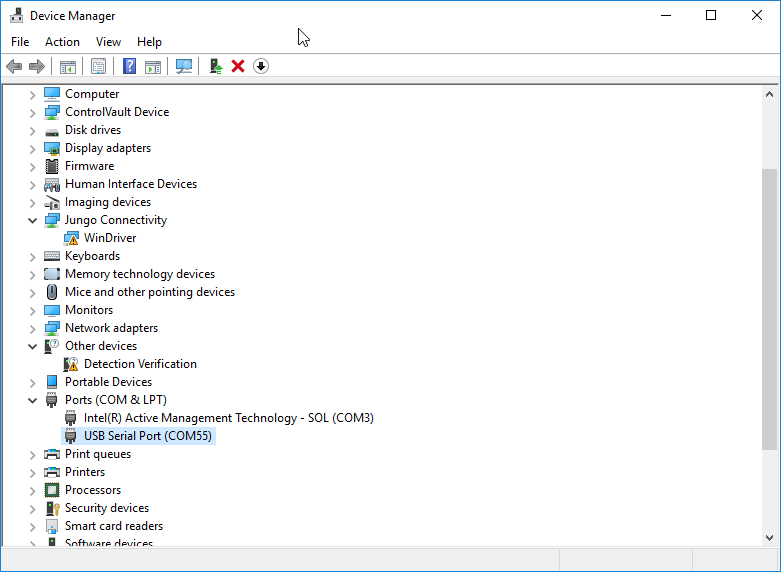 Device Manager
File Action View Help
Computer
ControlVault Device
Disk drives
Display adapters
Firmware
Human Interface Devices
Imaging devices
Jungo Connectivity
WinDriver
Keyboards
Memory technology devices
Mice and other pointing devices
Monitors
Network adapters
Other devices
Detection Verification
Portable Devices
Ports (COM & LPT)
Intel(R) Active Management Technology - SOL (COM3)
USB Serial Port (COM55)
Print queues
Printers
Processors
Security devices
Smart card readers
Software devices